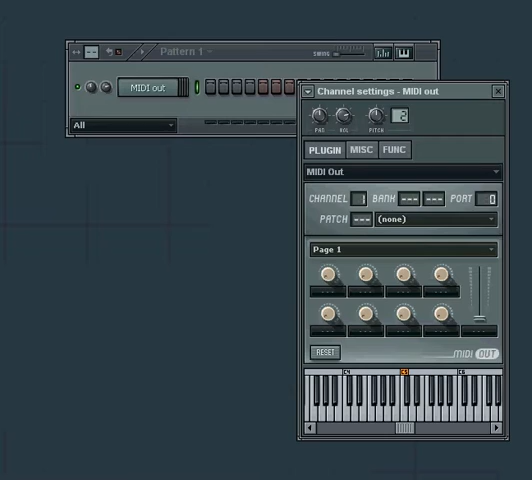 -- Pattern 1
SWING
MIDI out
All
Channel settings - MIDI out
PAN VOL PITCH 2
PLUGIN MISC FUNC
MIDI Out
CHANNEL 1 BANK --- --- PORT 0
PATCH --- (none)
Page 1
--- --- --- ---
--- --- --- --- ---
RESET MIDI OUT
C4 C5 C6